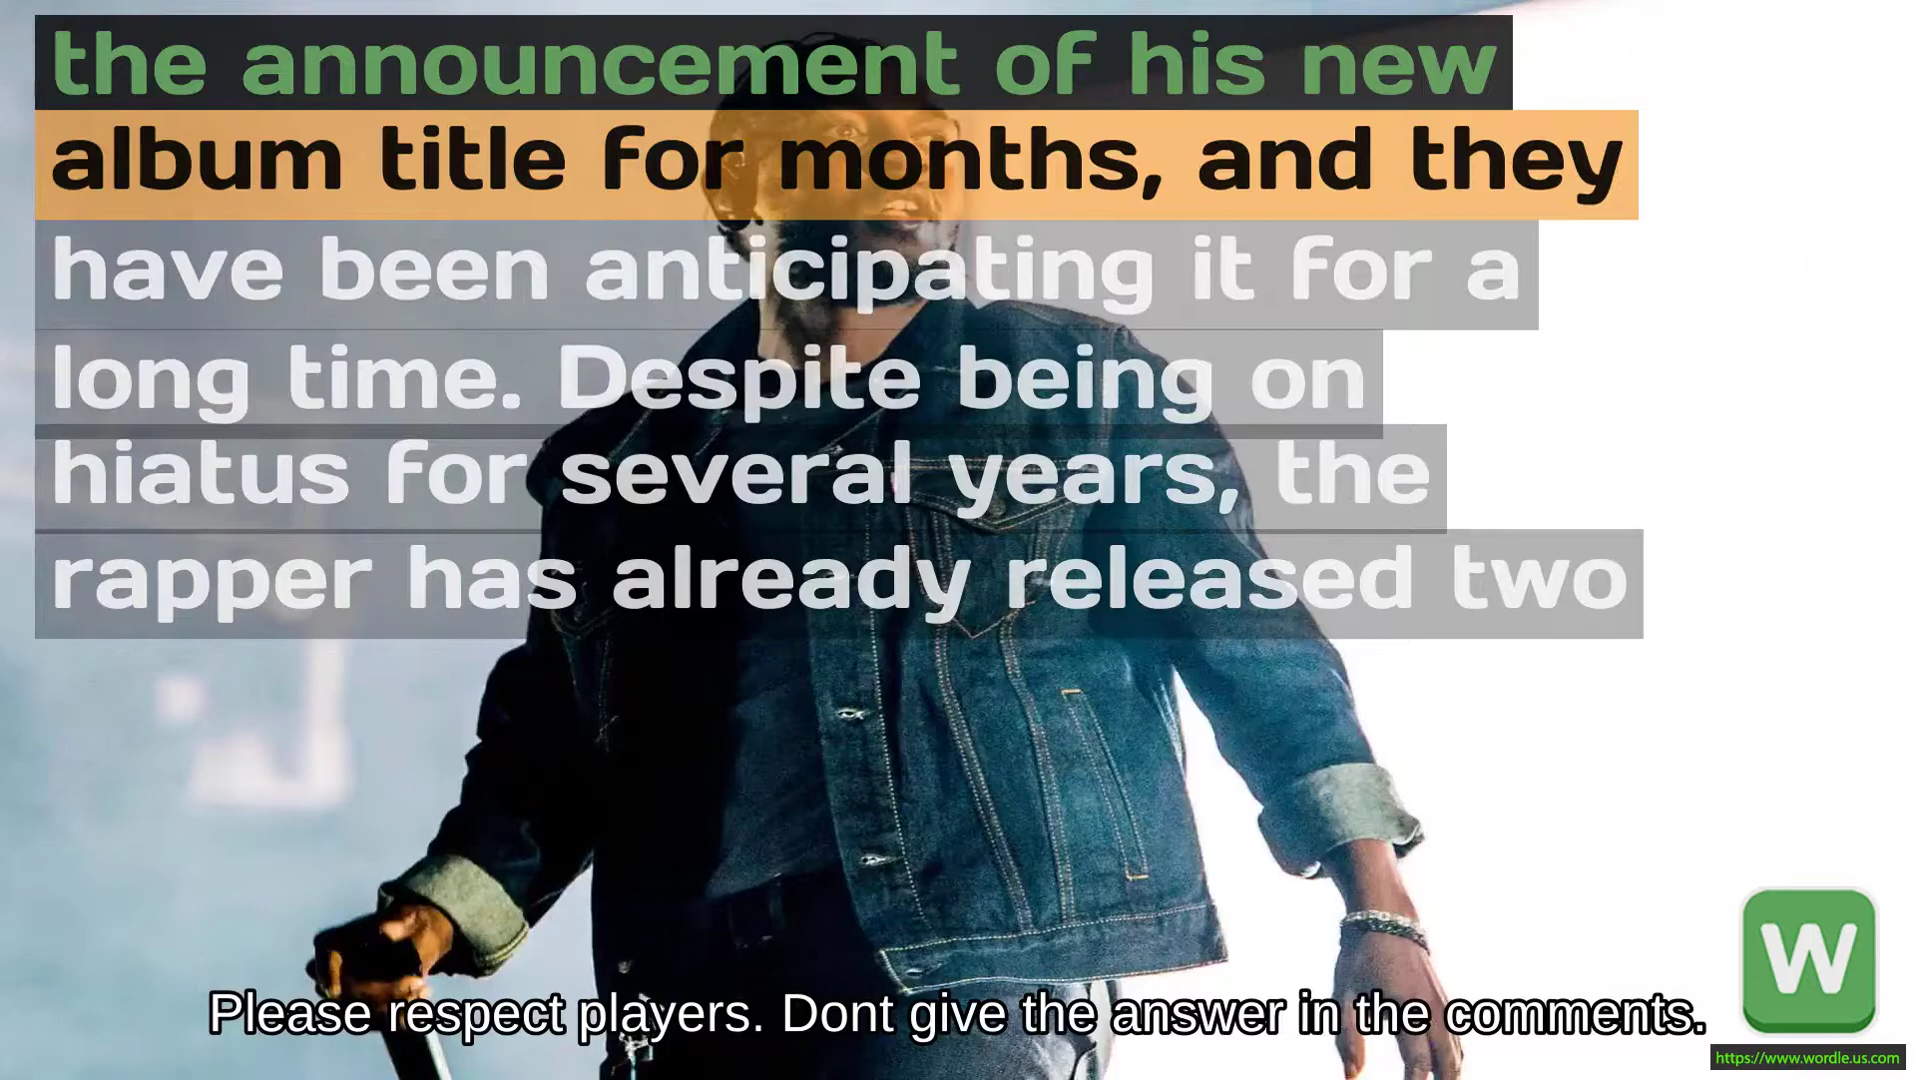 the announcement of his new
album title for months, and they
have been anticipating it for a
long time. Despite being on
hiatus for several years, the
rapper has already released two
Please respect players. Dont give the answer in the comments.
W
https://www.wordle.us.com